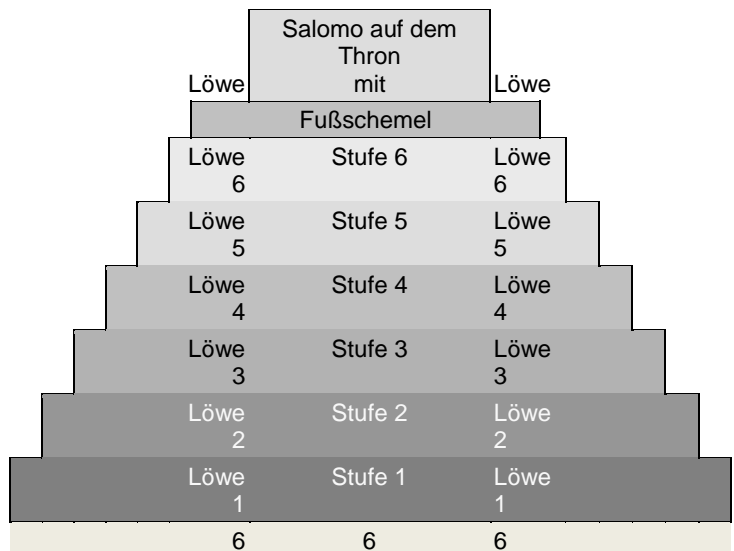 Salomo auf dem
Thron
Löwe mit Löwe
Fußschemel
Löwe Stufe 6 Löwe
6 6
Löwe Stufe 5 Löwe
5 5
Löwe Stufe 4 Löwe
4 4
Löwe Stufe 3 Löwe
3 3
Löwe Stufe 2 Löwe
2 2
Löwe Stufe 1 Löwe
1 1
6 6 6